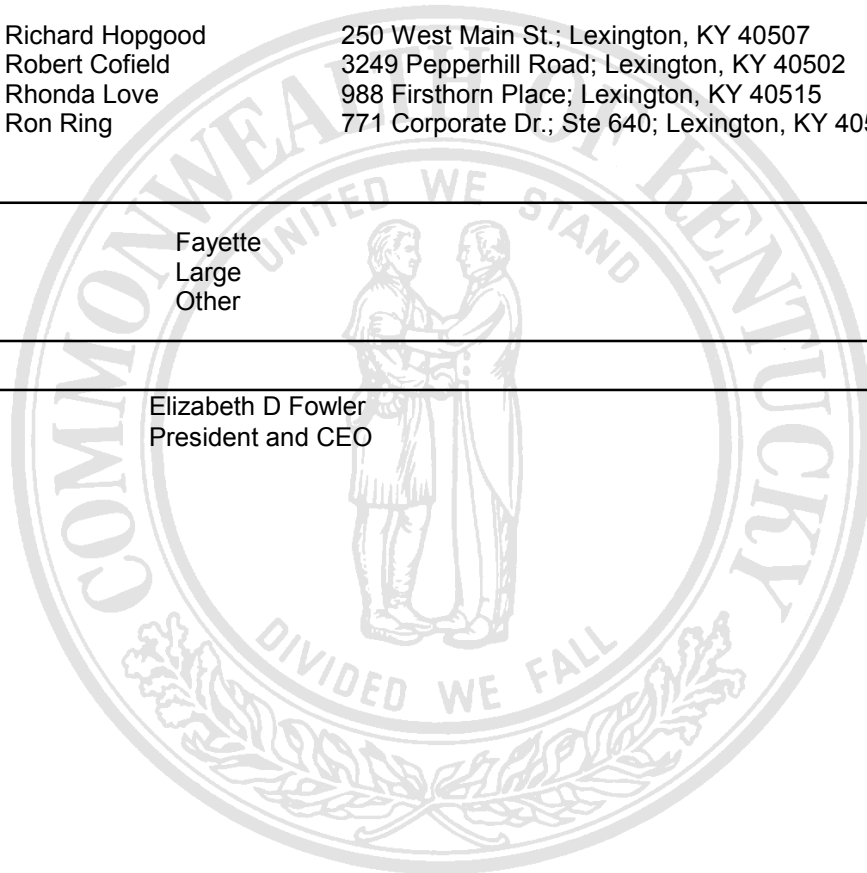 Richard Hopgood 250 West Main St.; Lexington, KY 40507
Robert Cofield 3249 Pepperhill Road; Lexington, KY 40502
Rhonda Love 988 Firsthorn Place; Lexington, KY 40515
Ron Ring 771 Corporate Dr.; Ste 640; Lexington, KY
COMMONWEALTH OF KENTUCKY
UNITED WE STAND
Fayette
Large
Other
Elizabeth D Fowler
President and CEO
DIVIDED WE FALL